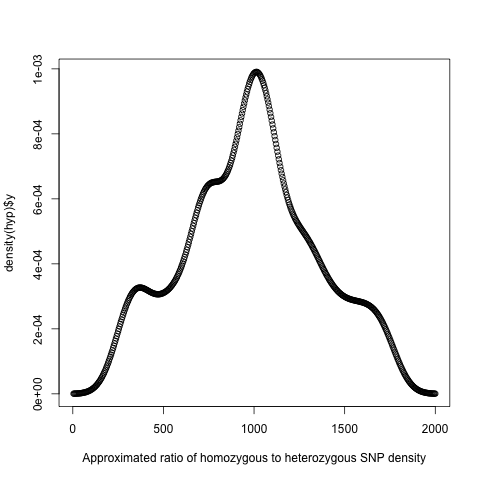 1e-03
8e-04
6e-04
4e-04
2e-04
0e+00
density(hyp)$y
0 500 1000 1500 2000
Approximated ratio of homozygous to heterozygous SNP density